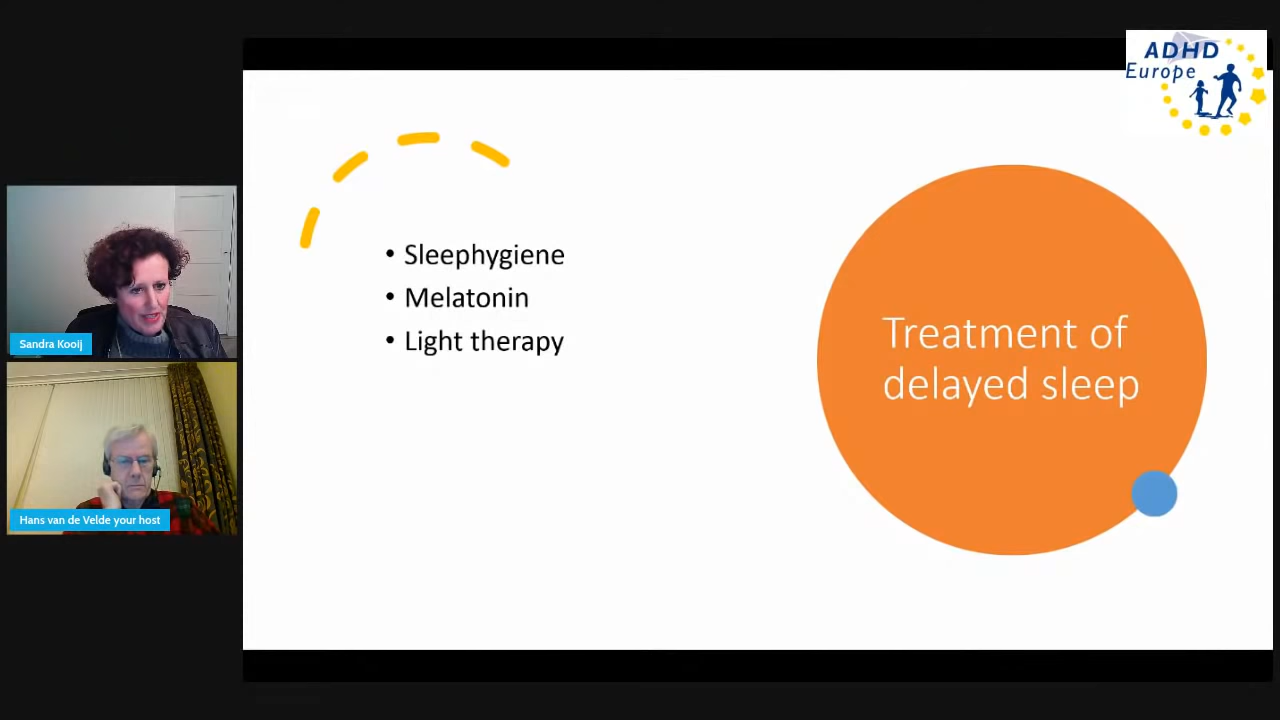 ADHD
Europe
• Sleephygiene
• Melatonin
• Light therapy
Treatment of
delayed sleep
Sandra Kooij
Hans van de Velde your host